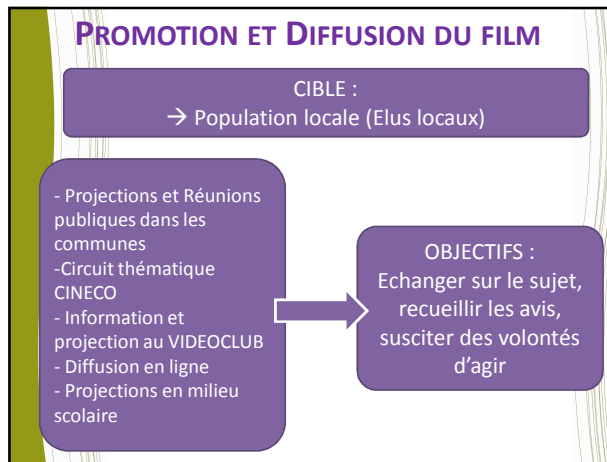 PROMOTION ET DIFFUSION DU FILM
CIBLE :
→ Population locale (Elus locaux)
- Projections et Réunions
publiques dans les
communes
-Circuit thématique
CINECO
- Information et
projection au VIDEOCLUB
- Diffusion en ligne
- Projections en milieu
scolaire
OBJECTIFS :
Echanger sur le sujet,
recueillir les avis,
susciter des volontés
d'agir